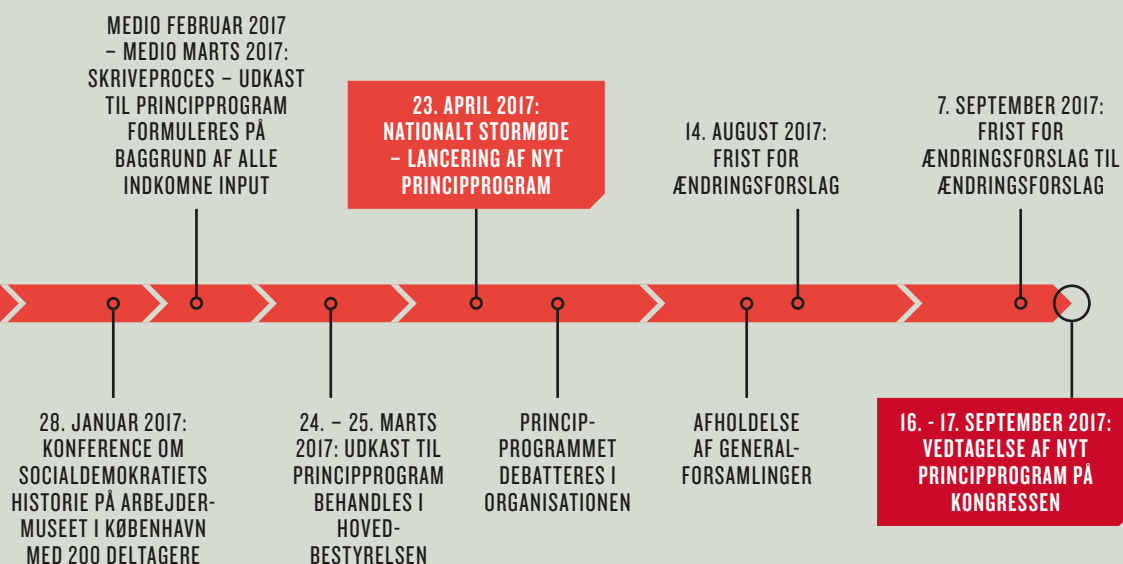 MEDIO FEBRUAR 2017
– MEDIO MARTS 2017:
SKRIVEPROCES – UDKAST
TIL PRINCIPPROGRAM
FORMULERES PÅ
BAGGRUND AF ALLE
INDKOMNE INPUT
23. APRIL 2017:
NATIONALT STORMØDE
– LANCERING AF NYT
PRINCIPPROGRAM
14. AUGUST 2017:
FRIST FOR
ÆNDRINGSFORSLAG
7. SEPTEMBER 2017:
FRIST FOR
ÆNDRINGSFORSLAG TIL
ÆNDRINGSFORSLAG
28. JANUAR 2017:
KONFERENCE OM
SOCIALDEMOKRATIETS
HISTORIE PÅ ARBEJDER-
MUSEET I KØBENHAVN
MED 200 DELTAGERE
24. – 25. MARTS
2017: UDKAST TIL
PRINCIPPROGRAM
BEHANDLES I
HOVED-
BESTYRELSEN
PRINCIP-
PROGRAMMET
DEBATTERES I
ORGANISATIONEN
AFHOLDELSE
AF GENERAL-
FORSAMLINGER
16. - 17. SEPTEMBER 2017:
VEDTAGELSE AF NYT
PRINCIPPROGRAM PÅ
KONGRESSEN